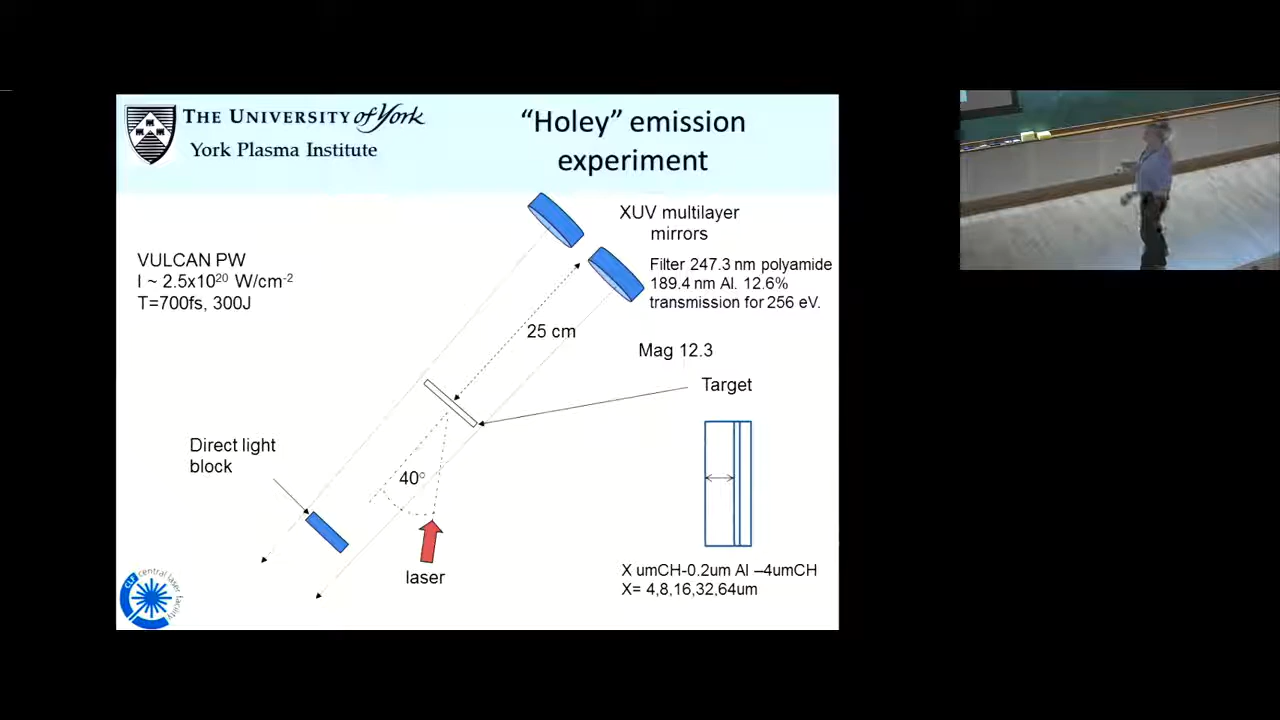 THE UNIVERSITY of York
York Plasma Institute
"Holey" emission
experiment
VULCAN PW
I ~ 2.5x10²⁰ W/cm⁻²
T=700fs, 300J
XUV multilayer
mirrors
Filter 247.3 nm polyamide
189.4 nm Al. 12.6%
transmission for 256 eV.
25 cm
Mag 12.3
Target
Direct light
block
40°
laser
X umCH-0.2um Al –4umCH
X= 4,8,16,32,64um
CLF central laser facility